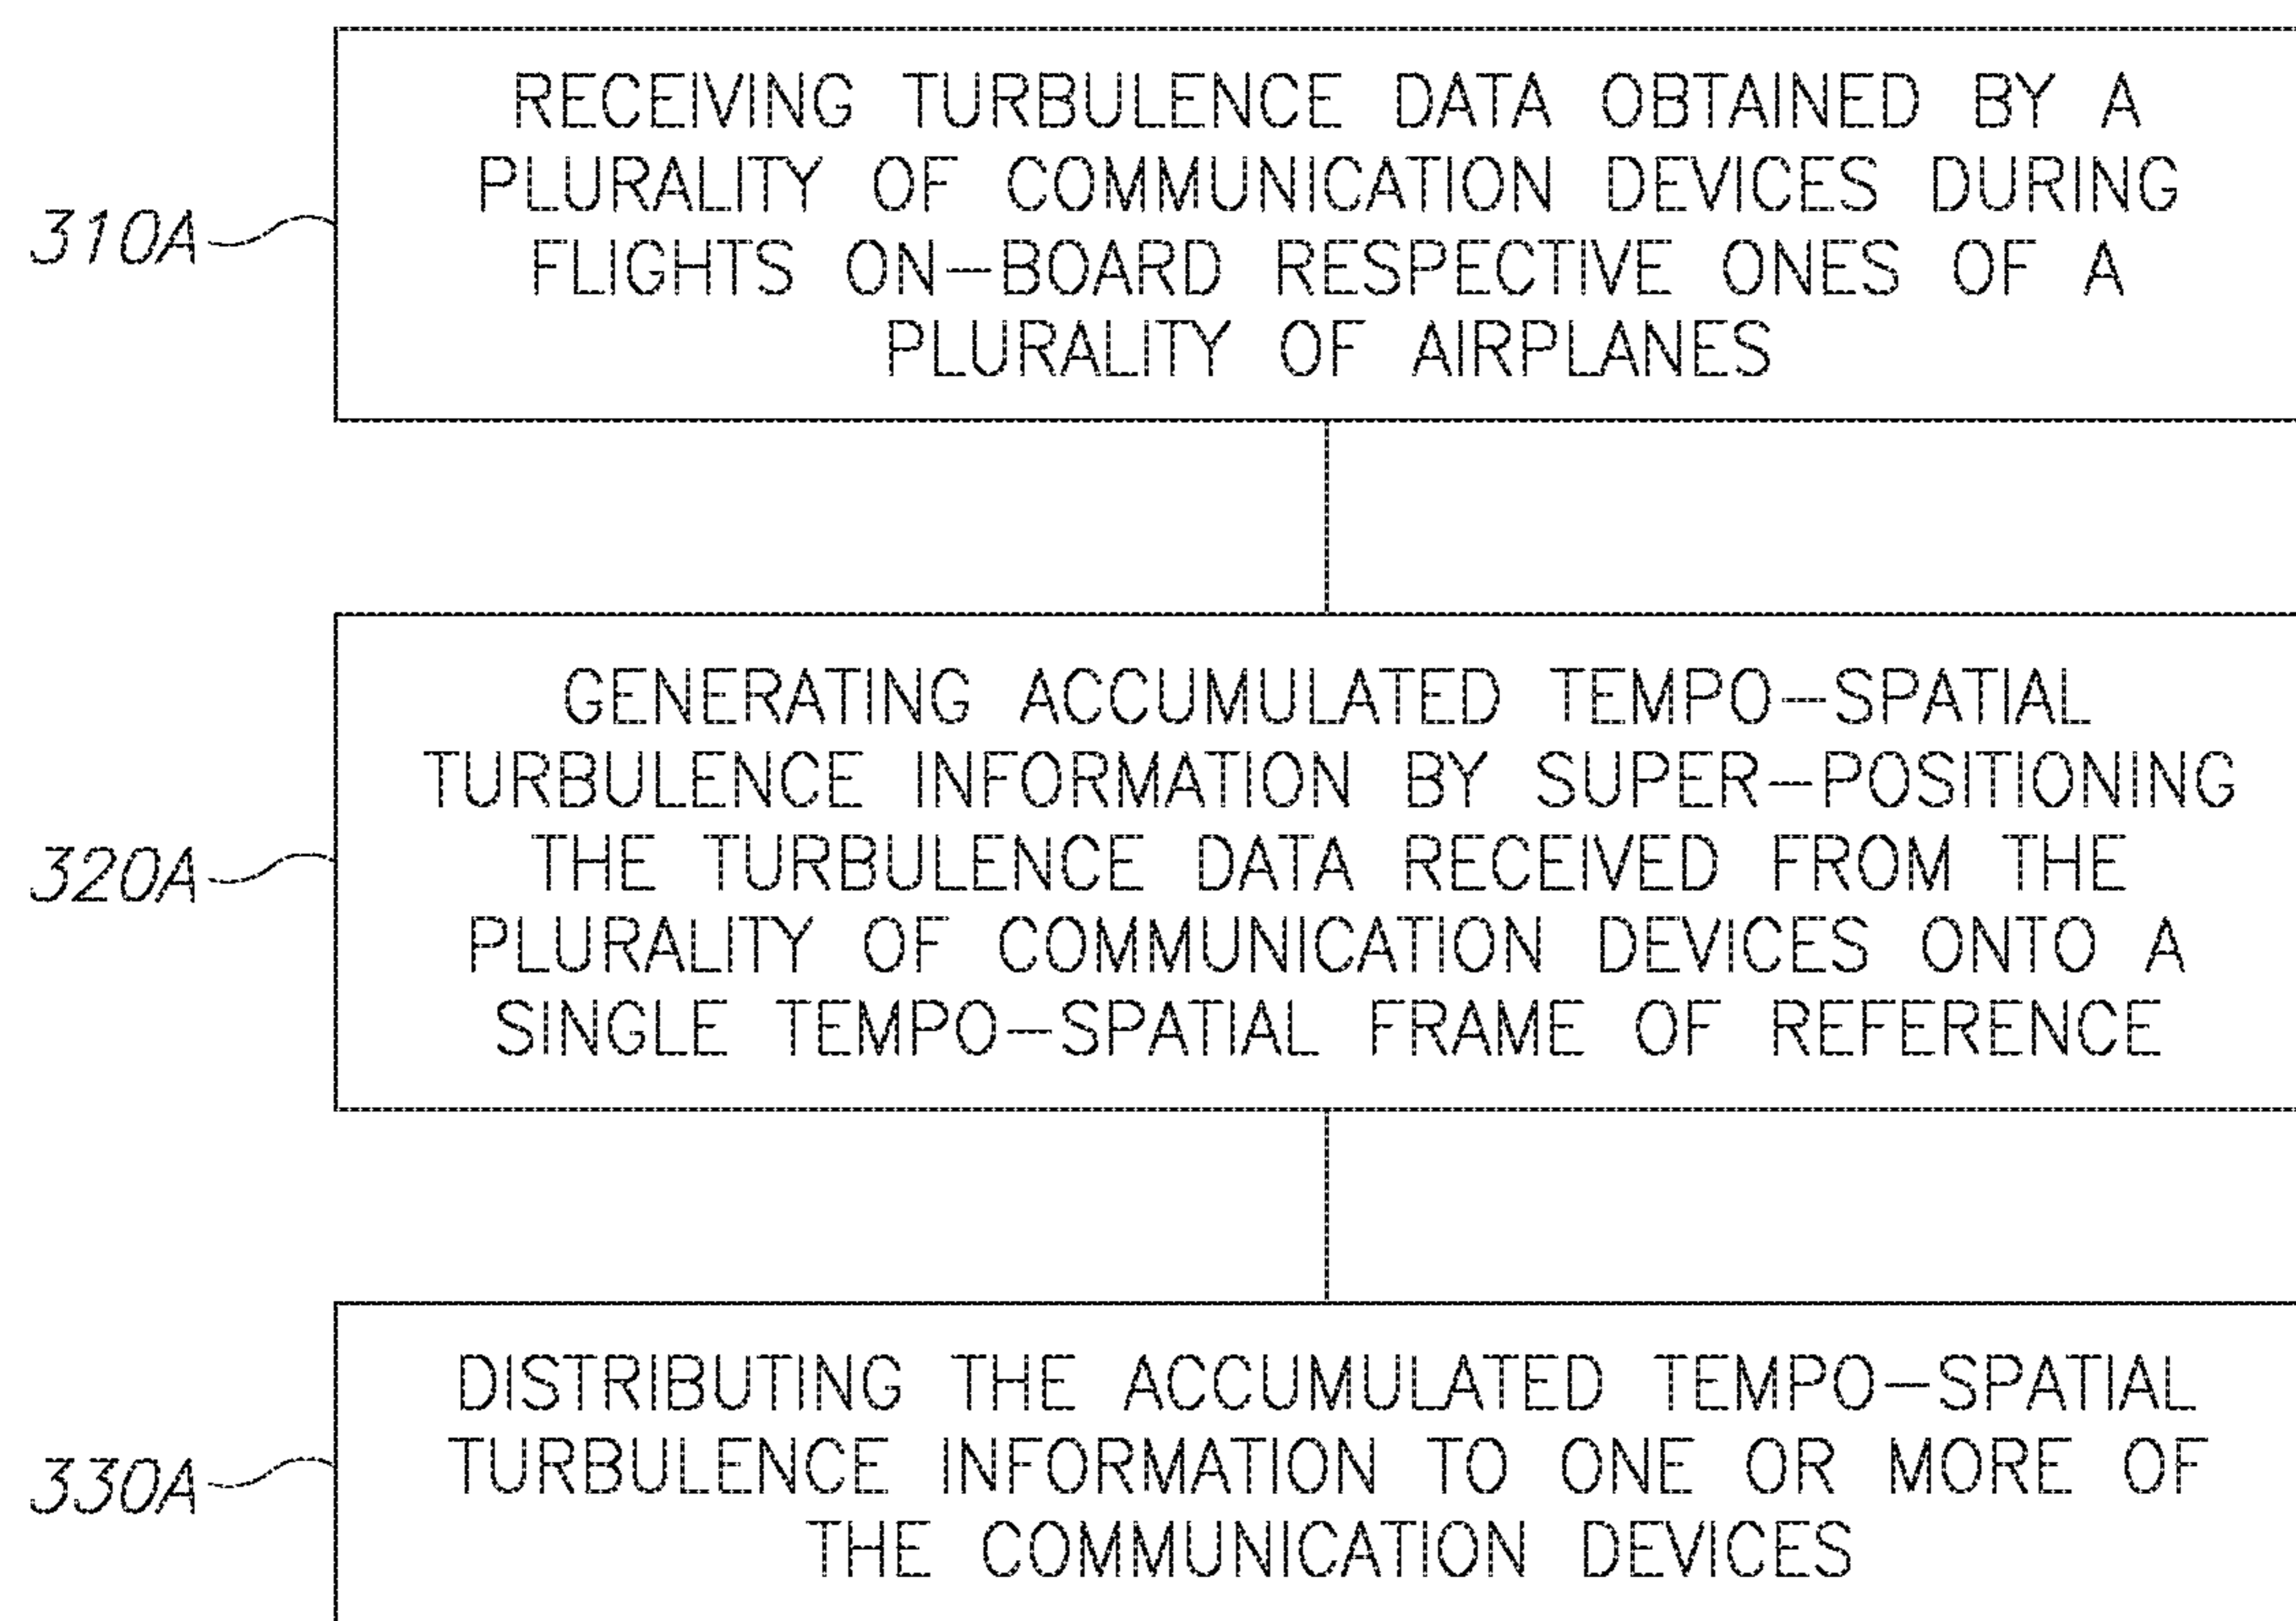 RECEIVING TURBULENCE DATA OBTAINED BY A
PLURALITY OF COMMUNICATION DEVICES DURING
310A
FLIGHTS ON-BOARD RESPECTIVE ONES OF A
PLURALITY OF AIRPLANES
GENERATING ACCUMULATED TEMPO-SPATIAL
TURBULENCE INFORMATION BY SUPER-POSITIONING
320A
THE TURBULENCE DATA RECEIVED FROM THE
PLURALITY OF COMMUNICATION DEVICES ONTO A
SINGLE TEMPO-SPATIAL FRAME OF REFERENCE
DISTRIBUTING THE ACCUMULATED TEMPO-SPATIAL
330A
TURBULENCE INFORMATION TO ONE OR MORE OF
THE COMMUNICATION DEVICES